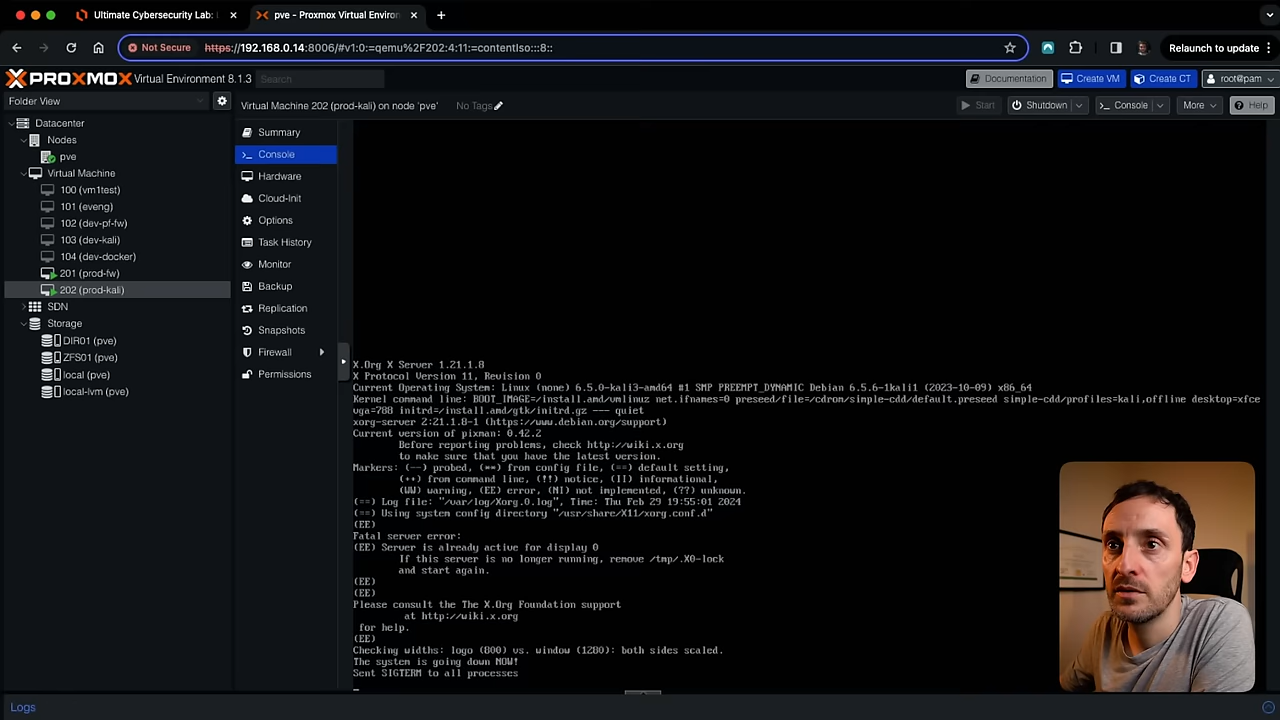 Ultimate Cybersecurity Lab:
pve - Proxmox Virtual Environ
Not Secure
https://192.168.0.14:8006/#v1:0:=qemu%2F202:4:11:=contentIso:::8::
Relaunch to update
PROXMOX
Virtual Environment 8.1.3
Search
Documentation
Create VM
Create CT
root@pam
Folder View
Virtual Machine 202 (prod-kali) on node 'pve'
No Tags
Start
Shutdown
Console
More
Help
Datacenter
Nodes
pve
Virtual Machine
100 (vm1test)
101 (eveng)
102 (dev-pf-fw)
103 (dev-kali)
104 (dev-docker)
201 (prod-fw)
202 (prod-kali)
SDN
Storage
DIR01 (pve)
ZFS01 (pve)
local (pve)
local-lvm (pve)
Summary
Console
Hardware
Cloud-Init
Options
Task History
Monitor
Backup
Replication
Snapshots
Firewall
Permissions
X.Org X Server 1.21.1.8
X Protocol Version 11, Revision 0
Current Operating System: Linux (none) 6.5.0-kali3-amd64 #1 SMP PREEMPT_DYNAMIC Debian 6.5.6-1kali1 (2023-10-09) x86_64
Kernel command line: BOOT_IMAGE=/install.amd/vmlinuz net.ifnames=0 preseed/file=/cdrom/simple-cdd/default.preseed simple-cdd/profiles=kali,offline desktop=xfce
vga=788 initrd=/install.amd/gtk/initrd.gz --- quiet
xorg-server 2:21.1.8-1 (https://www.debian.org/support)
Current version of pixman: 0.42.2
Before reporting problems, check http://wiki.x.org
to make sure that you have the latest version.
Markers: (--) probed, (**) from config file, (==) default setting,
(++) from command line, (!!) notice, (II) informational,
(WW) warning, (EE) error, (NI) not implemented, (??) unknown.
(==) Log file: "/var/log/Xorg.0.log", Time: Thu Feb 29 19:55:01 2024
(==) Using system config directory "/usr/share/X11/xorg.conf.d"
(EE)
Fatal server error:
(EE) Server is already active for display 0
If this server is no longer running, remove /tmp/.X0-lock
and start again.
(EE)
(EE)
Please consult the The X.Org Foundation support
at http://wiki.x.org
for help.
(EE)
Checking widths: logo (800) vs. window (1280): both sides scaled.
The system is going down NOW!
Sent SIGTERM to all processes
Logs